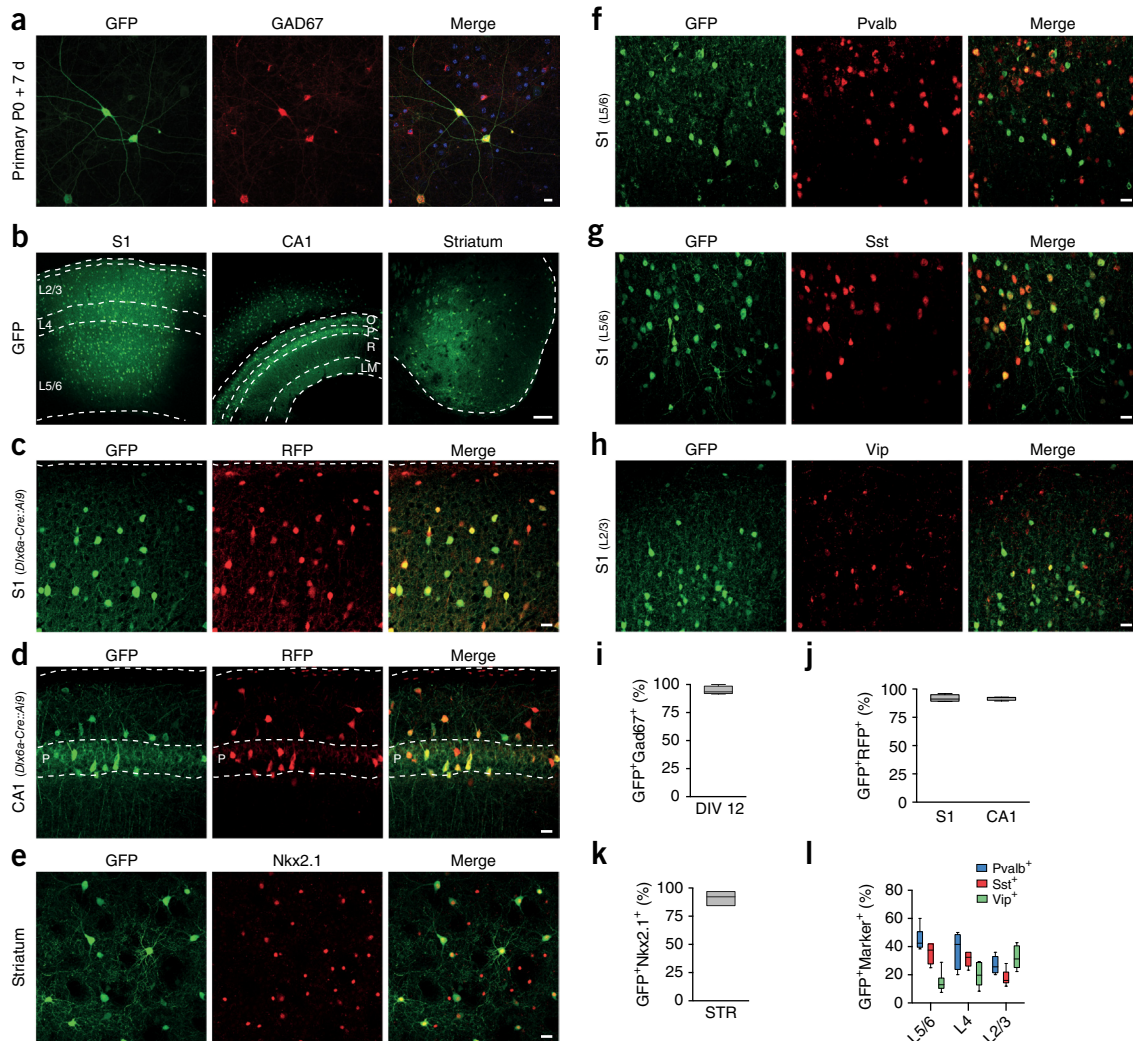 a
GFP GAD67 Merge
Primary P0 + 7 d
b
S1 CA1 Striatum
GFP
L2/3
L4
L5/6
O
P
R
LM
c
GFP RFP Merge
S1 (Dlx6a-Cre::Ai9)
d
GFP RFP Merge
CA1 (Dlx6a-Cre::Ai9)
P P
e
GFP Nkx2.1 Merge
Striatum
f
GFP Pvalb Merge
S1 (L5/6)
g
GFP Sst Merge
S1 (L5/6)
h
GFP Vip Merge
S1 (L2/3)
i
GFP+Gad67+ (%)
100
75
50
25
0
DIV 12
j
GFP+RFP+ (%)
100
75
50
25
0
S1 CA1
k
GFP+Nkx2.1+ (%)
100
75
50
25
0
STR
l
Pvalb+
Sst+
Vip+
GFP+Marker+ (%)
80
60
40
20
0
L5/6 L4 L2/3